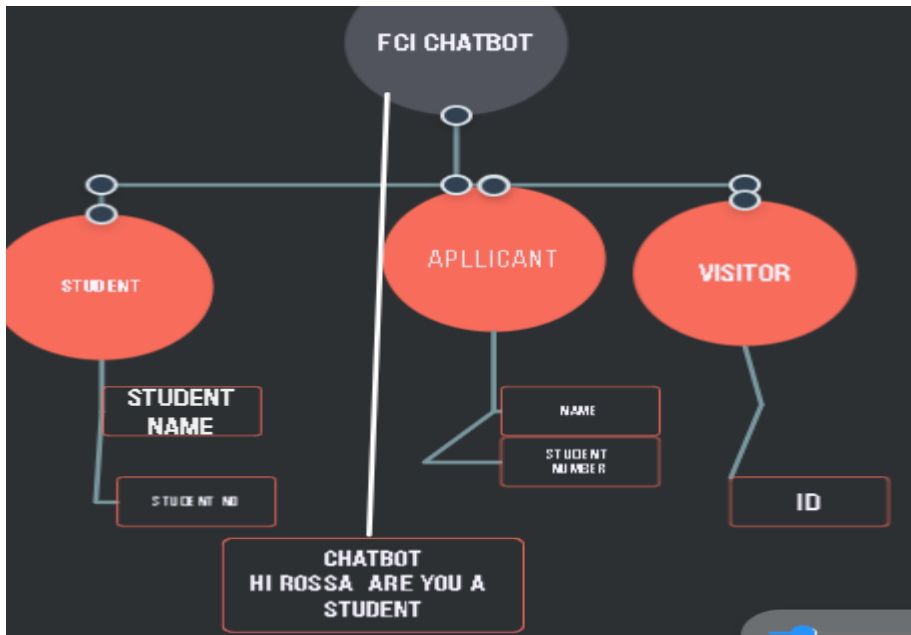 FCI CHATBOT
STUDENT
APLLICANT
VISITOR
STUDENT
NAME
NAME
STUDENT
NUMBER
STUDENT NO
ID
CHATBOT
HI ROSSA ARE YOU A
STUDENT